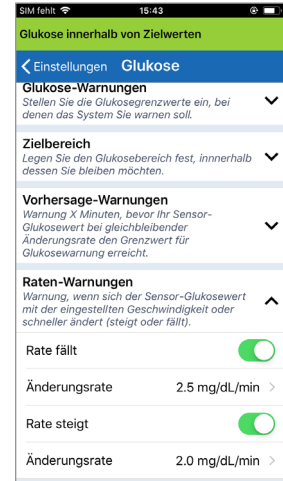 SIM fehlt 15:43
Glukose innerhalb von Zielwerten
Einstellungen Glukose
Glukose-Warnungen
Stellen Sie die Glukosegrenzwerte ein, bei
denen das System Sie warnen soll.
Zielbereich
Legen Sie den Glukosebereich fest, innnerhalb
dessen Sie bleiben möchten.
Vorhersage-Warnungen
Warnung X Minuten, bevor Ihr Sensor-
Glukosewert bei gleichbleibender
Änderungsrate den Grenzwert für
Glukosewarnung erreicht.
Raten-Warnungen
Warnung, wenn sich der Sensor-Glukosewert
mit der eingestellten Geschwindigkeit oder
schneller ändert (steigt oder fällt).
Rate fällt
Änderungsrate 2.5 mg/dL/min
Rate steigt
Änderungsrate 2.0 mg/dL/min